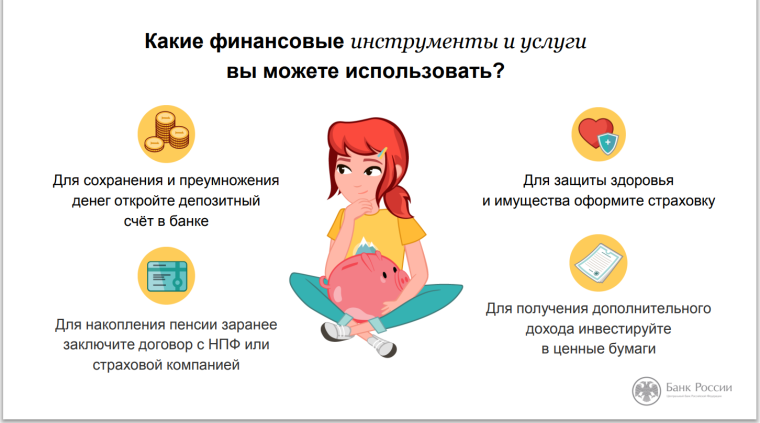 Какие финансовые инструменты и услуги
вы можете использовать?
Для сохранения и преумножения
денег откройте депозитный
счёт в банке
Для защиты здоровья
и имущества оформите страховку
Для накопления пенсии заранее
заключите договор с НПФ или
страховой компанией
Для получения дополнительного
дохода инвестируйте
в ценные бумаги
Банк России